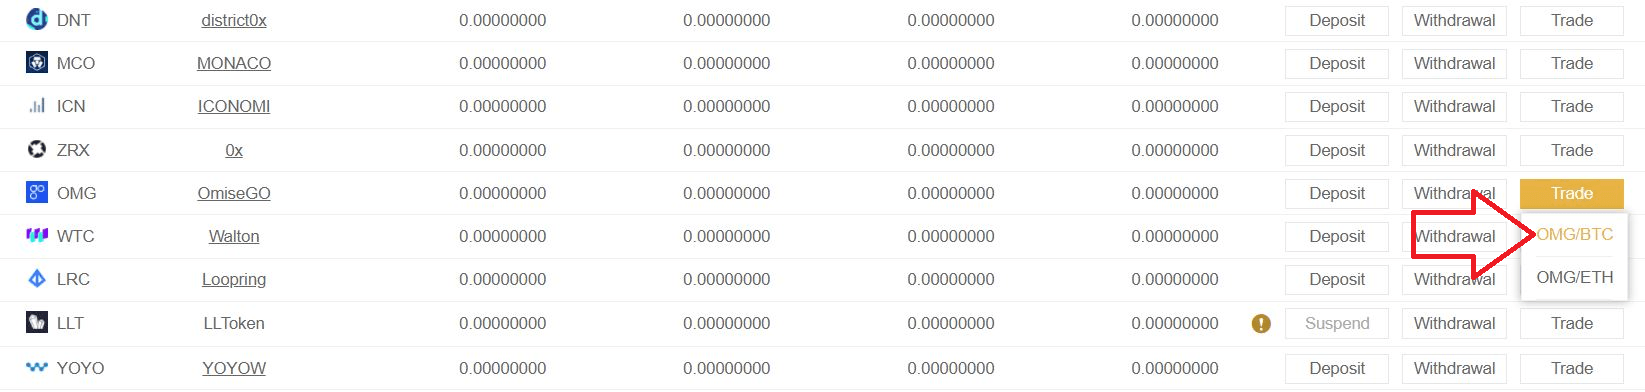 DNT district0x 0.00000000 0.00000000 0.00000000 0.00000000 Deposit Withdrawal Trade
MCO MONACO 0.00000000 0.00000000 0.00000000 0.00000000 Deposit Withdrawal Trade
ICN ICONOMI 0.00000000 0.00000000 0.00000000 0.00000000 Deposit Withdrawal Trade
ZRX 0x 0.00000000 0.00000000 0.00000000 0.00000000 Deposit Withdrawal Trade
OMG OmiseGO 0.00000000 0.00000000 0.00000000 0.00000000 Deposit Withdrawal Trade
WTC Walton 0.00000000 0.00000000 0.00000000 0.00000000 Deposit Withdrawal OMG/BTC
LRC Loopring 0.00000000 0.00000000 0.00000000 0.00000000 Deposit Withdrawal OMG/ETH
LLT LLToken 0.00000000 0.00000000 0.00000000 0.00000000 ! Suspend Withdrawal Trade
YOYO YOYOW 0.00000000 0.00000000 0.00000000 0.00000000 Deposit Withdrawal Trade